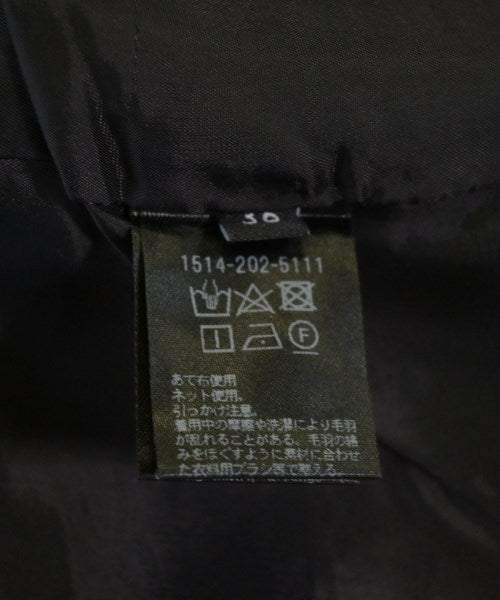 38
1514-202-5111
F
あて布使用
ネット使用。
引っかけ注意。
着用中の摩擦や洗濯により毛羽
が乱れることがある、毛羽の絡
みをほぐすように素材に合わせ
た衣料用ブラシ等で整える。